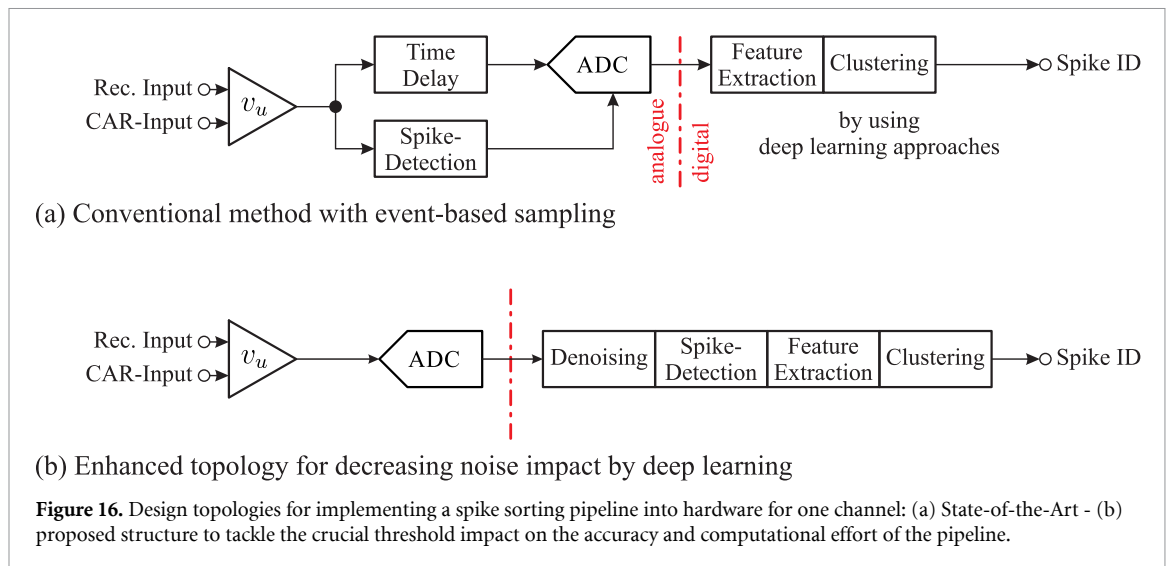 Rec. Input
CAR-Input
v_u
Time
Delay
Spike-
Detection
ADC
analogue
digital
Feature
Extraction
Clustering
Spike ID
by using
deep learning approaches
(a) Conventional method with event-based sampling
Rec. Input
CAR-Input
v_u
ADC
Denoising
Spike-
Detection
Feature
Extraction
Clustering
Spike ID
(b) Enhanced topology for decreasing noise impact by deep learning
Figure 16. Design topologies for implementing a spike sorting pipeline into hardware for one channel: (a) State-of-the-Art - (b)
proposed structure to tackle the crucial threshold impact on the accuracy and computational effort of the pipeline.